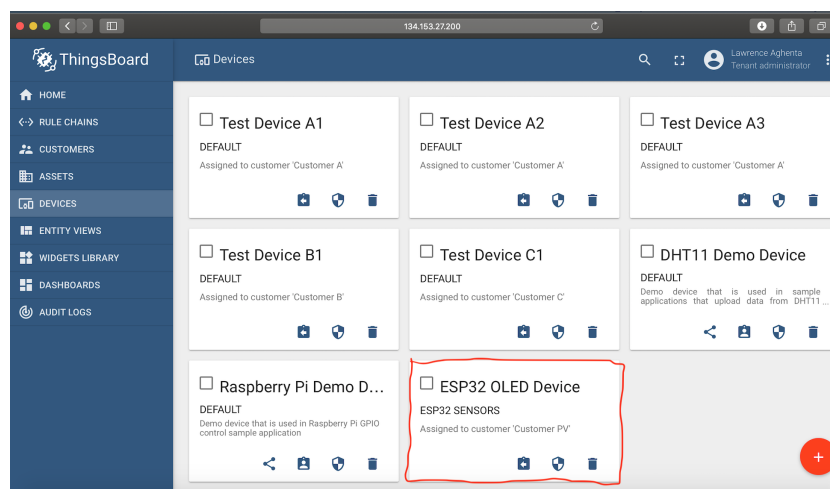 134.153.27.200
ThingsBoard
Devices
Lawrence Aghenta
Tenant administrator
HOME
RULE CHAINS
CUSTOMERS
ASSETS
DEVICES
ENTITY VIEWS
WIDGETS LIBRARY
DASHBOARDS
AUDIT LOGS
Test Device A1
DEFAULT
Assigned to customer 'Customer A'
Test Device A2
DEFAULT
Assigned to customer 'Customer A'
Test Device A3
DEFAULT
Assigned to customer 'Customer A'
Test Device B1
DEFAULT
Assigned to customer 'Customer B'
Test Device C1
DEFAULT
Assigned to customer 'Customer C'
DHT11 Demo Device
DEFAULT
Demo device that is used in sample
applications that upload data from DHT11 ...
Raspberry Pi Demo D...
DEFAULT
Demo device that is used in Raspberry Pi GPIO
control sample application
ESP32 OLED Device
ESP32 SENSORS
Assigned to customer 'Customer PV'
+